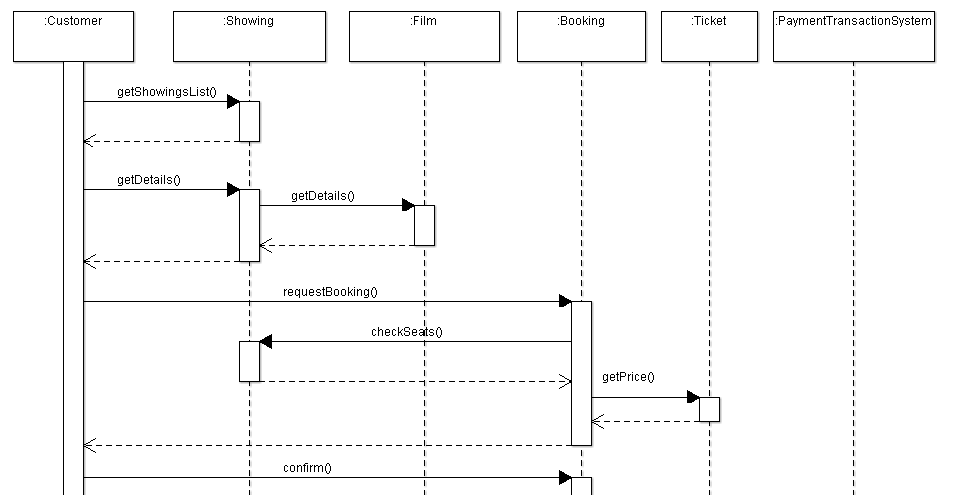 :Customer
:Showing
:Film
:Booking
:Ticket
:PaymentTransactionSystem
getShowingsList()
getDetails()
getDetails()
requestBooking()
checkSeats()
getPrice()
confirm()